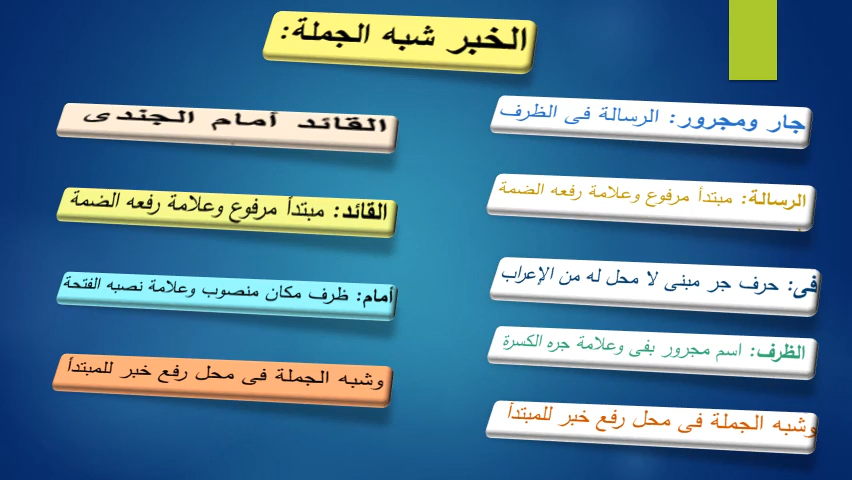 الخبر شبه الجملة:
جار ومجرور: الرسالة فى الظرف
الرسالة: مبتدأ مرفوع وعلامة رفعه الضمة
فى: حرف جر مبنى لا محل له من الإعراب
الظرف: اسم مجرور بفى وعلامة جره الكسرة
وشبه الجملة فى محل رفع خبر للمبتدأ
القائد أمام الجندى
القائد: مبتدأ مرفوع وعلامة رفعه الضمة
أمام: ظرف مكان منصوب وعلامة نصبه الفتحة
وشبه الجملة فى محل رفع خبر للمبتدأ